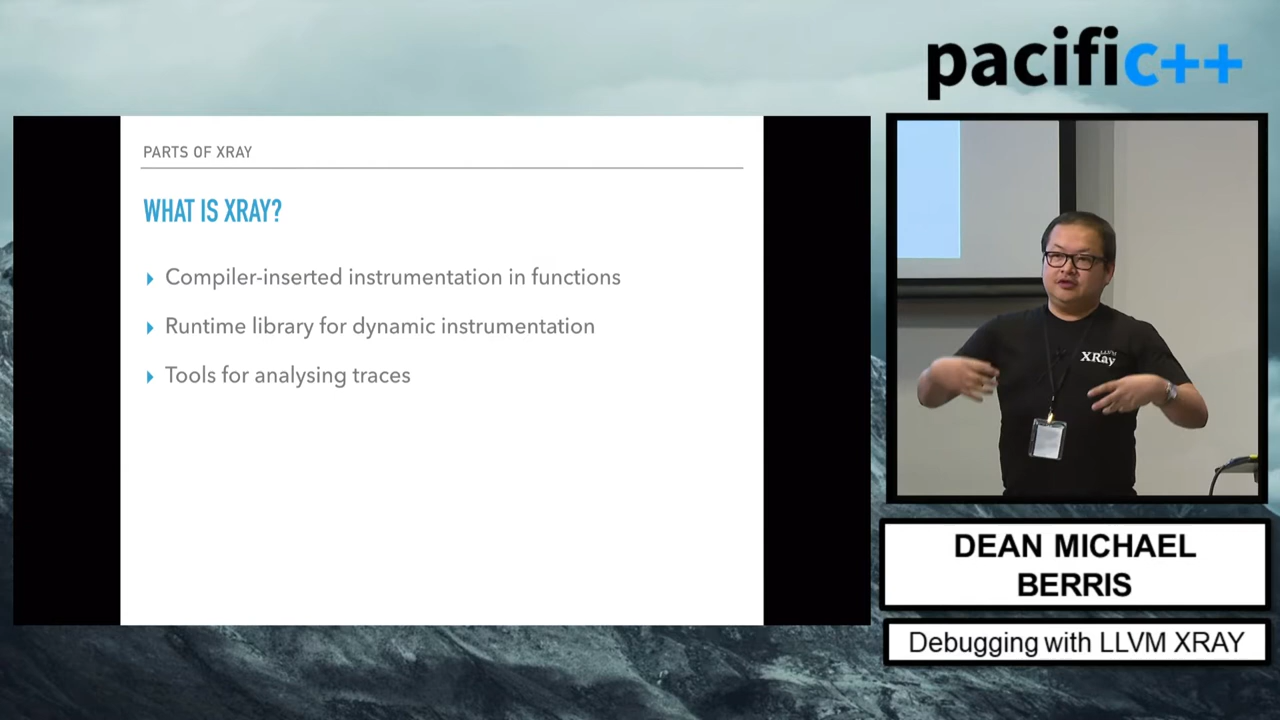 pacific++
PARTS OF XRAY
WHAT IS XRAY?
Compiler-inserted instrumentation in functions
Runtime library for dynamic instrumentation
Tools for analysing traces
LLVM
XRay
DEAN MICHAEL
BERRIS
Debugging with LLVM XRAY